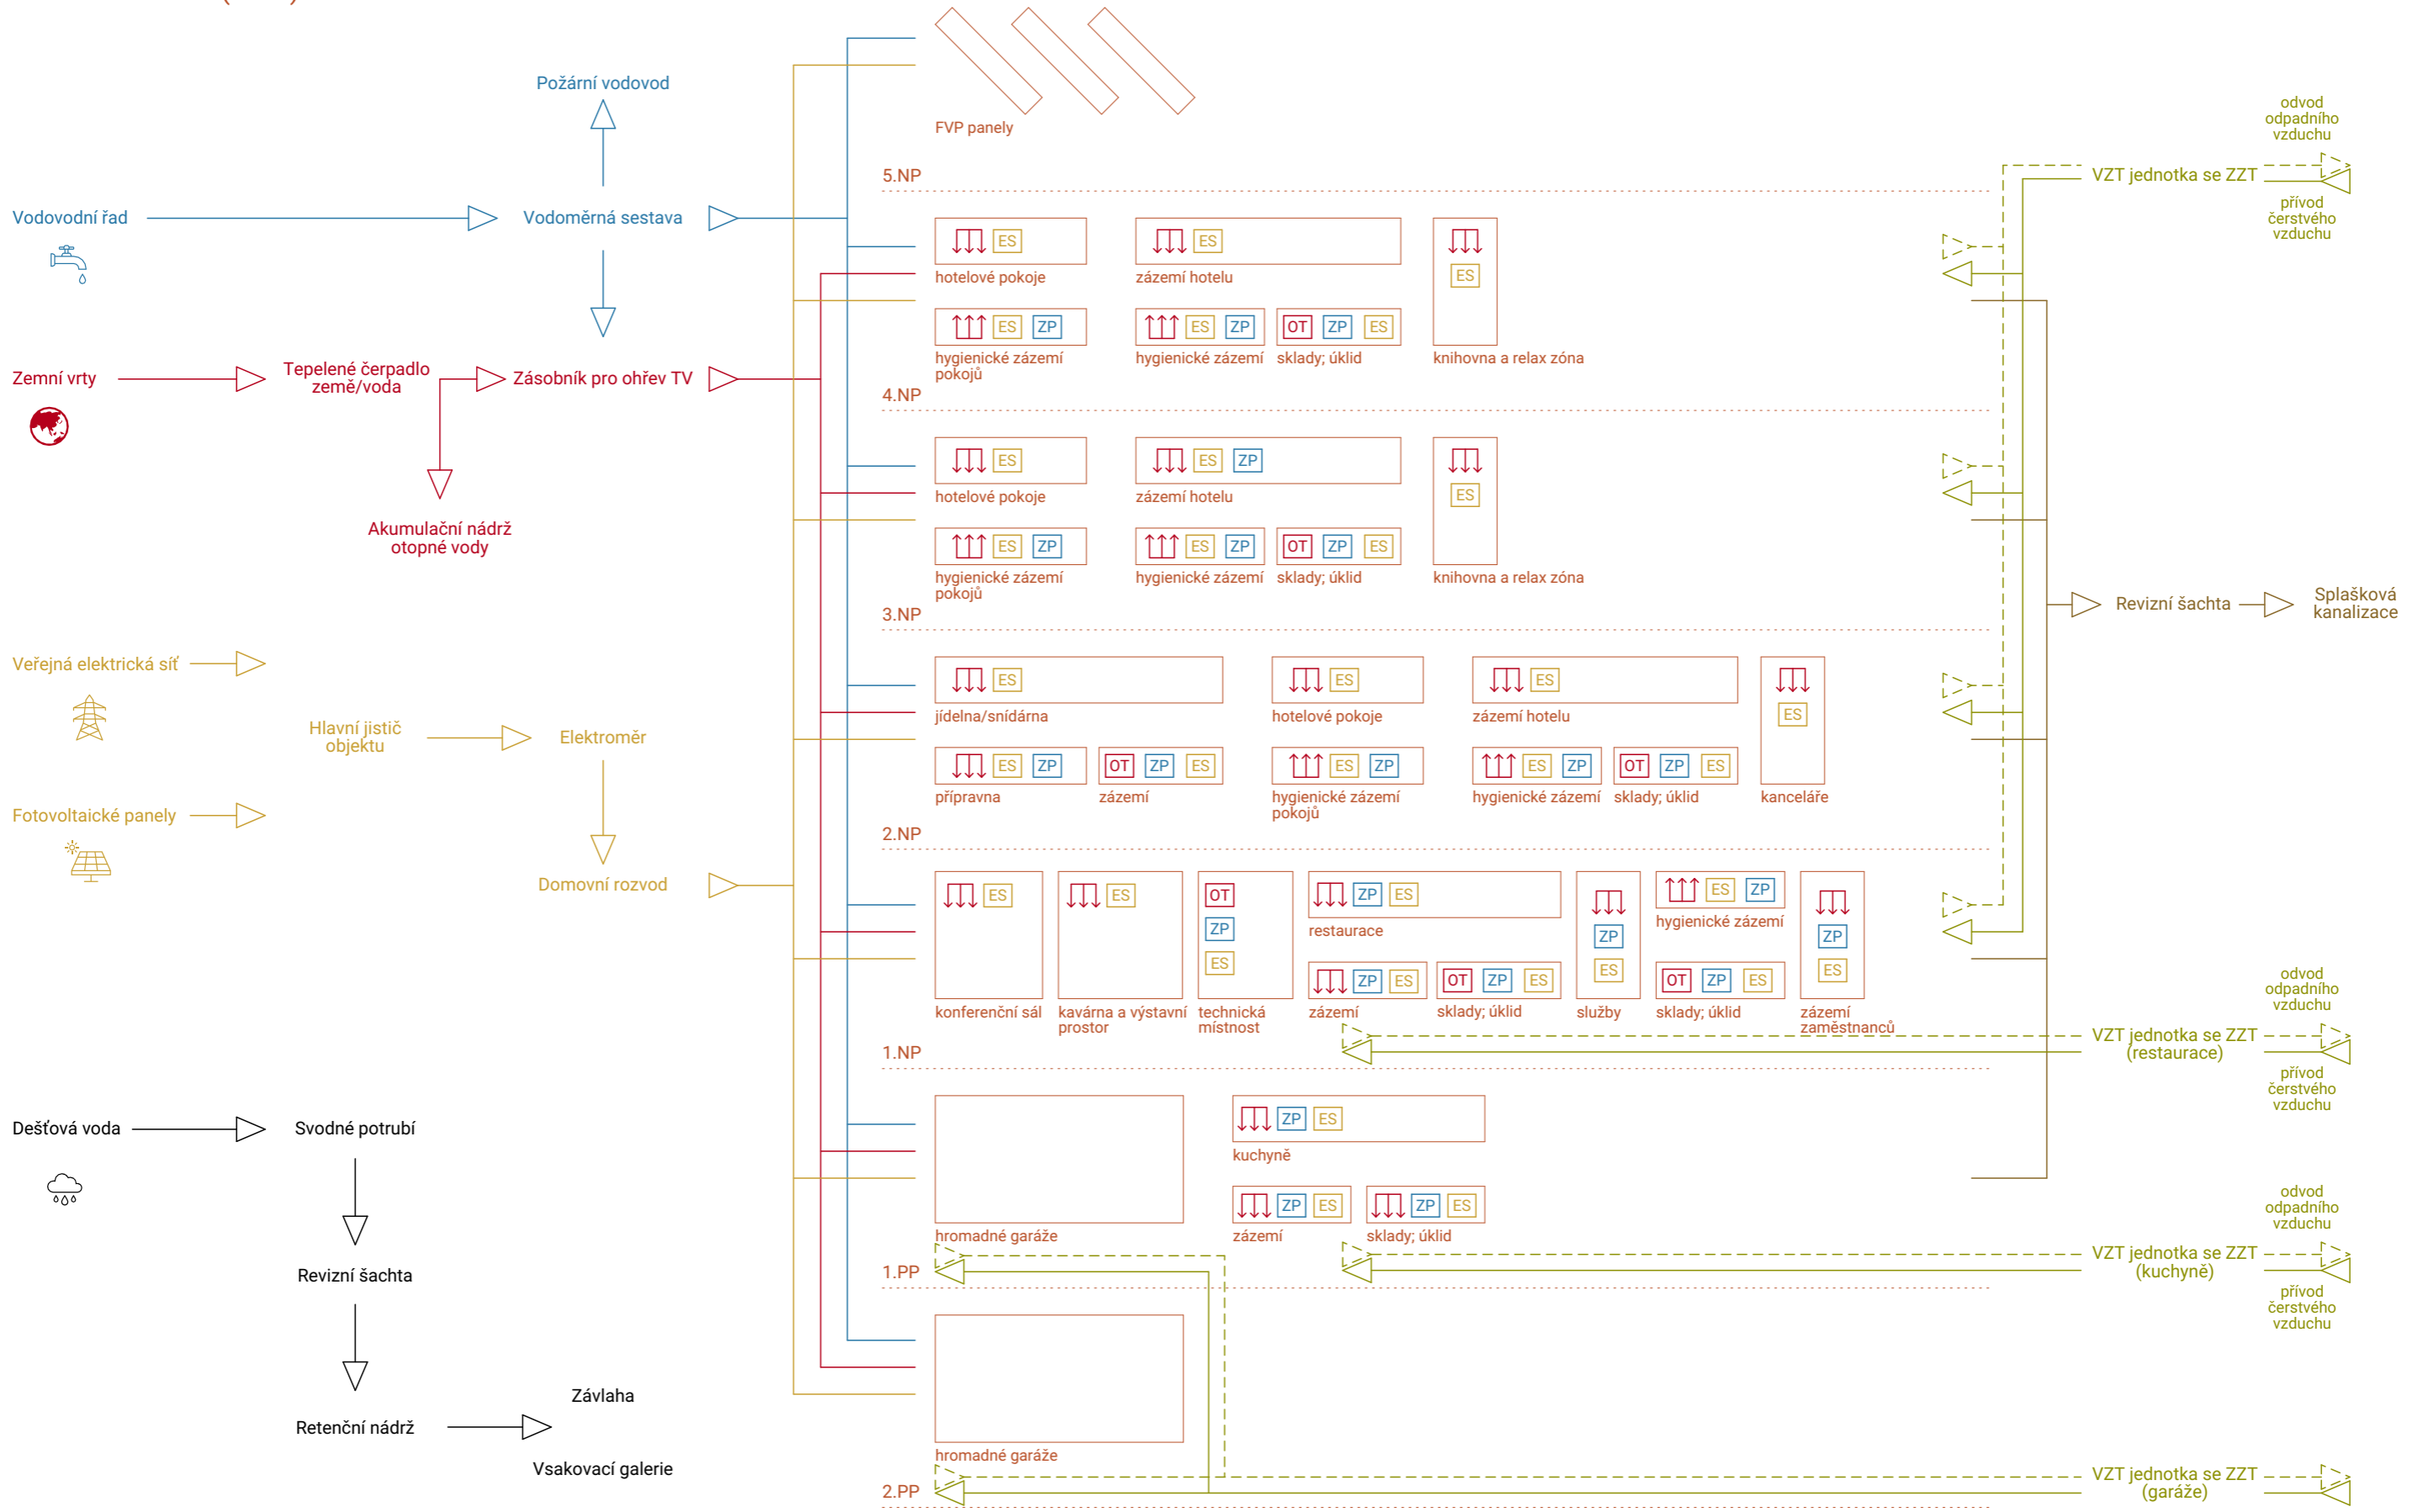 Požární vodovod
Vodovodní řad
Vodoměrná sestava
Zemní vrty
Tepelené čerpadlo
země/voda
Zásobník pro ohřev TV
Akumulační nádrž
otopné vody
Veřejná elektrická síť
Hlavní jistič
objektu
Elektroměr
Fotovoltaické panely
Domovní rozvod
Dešťová voda
Svodné potrubí
Revizní šachta
Retenční nádrž
Závlaha
Vsakovací galerie
FVP panely
5.NP
ES
ES
ES
hotelové pokoje
zázemí hotelu
ES ZP
ES ZP
OT ZP ES
hygienické zázemí
pokojů
hygienické zázemí
sklady; úklid
knihovna a relax zóna
4.NP
ES
ES ZP
ES
hotelové pokoje
zázemí hotelu
ES ZP
ES ZP
OT ZP ES
hygienické zázemí
pokojů
hygienické zázemí
sklady; úklid
knihovna a relax zóna
3.NP
ES
ES
ES
ES
jídelna/snídárna
hotelové pokoje
zázemí hotelu
ES ZP
OT ZP ES
ES ZP
ES ZP
OT ZP ES
přípravna
zázemí
hygienické zázemí
pokojů
hygienické zázemí
sklady; úklid
kanceláře
2.NP
ES
ES
OT
ZP
ES
ZP ES
restaurace
ZP
ES
ES ZP
hygienické zázemí
ZP
ES
ZP ES
OT ZP ES
OT ZP ES
konferenční sál
kavárna a výstavní
prostor
technická
místnost
zázemí
sklady; úklid
služby
sklady; úklid
zázemí
zaměstnanců
1.NP
ZP ES
kuchyně
ZP ES
ZP ES
hromadné garáže
zázemí
sklady; úklid
1.PP
hromadné garáže
2.PP
odvod
odpadního
vzduchu
VZT jednotka se ZZT
přívod
čerstvého
vzduchu
Revizní šachta
Splašková
kanalizace
odvod
odpadního
vzduchu
VZT jednotka se ZZT
(restaurace)
přívod
čerstvého
vzduchu
odvod
odpadního
vzduchu
VZT jednotka se ZZT
(kuchyně)
přívod
čerstvého
vzduchu
VZT jednotka se ZZT
(garáže)